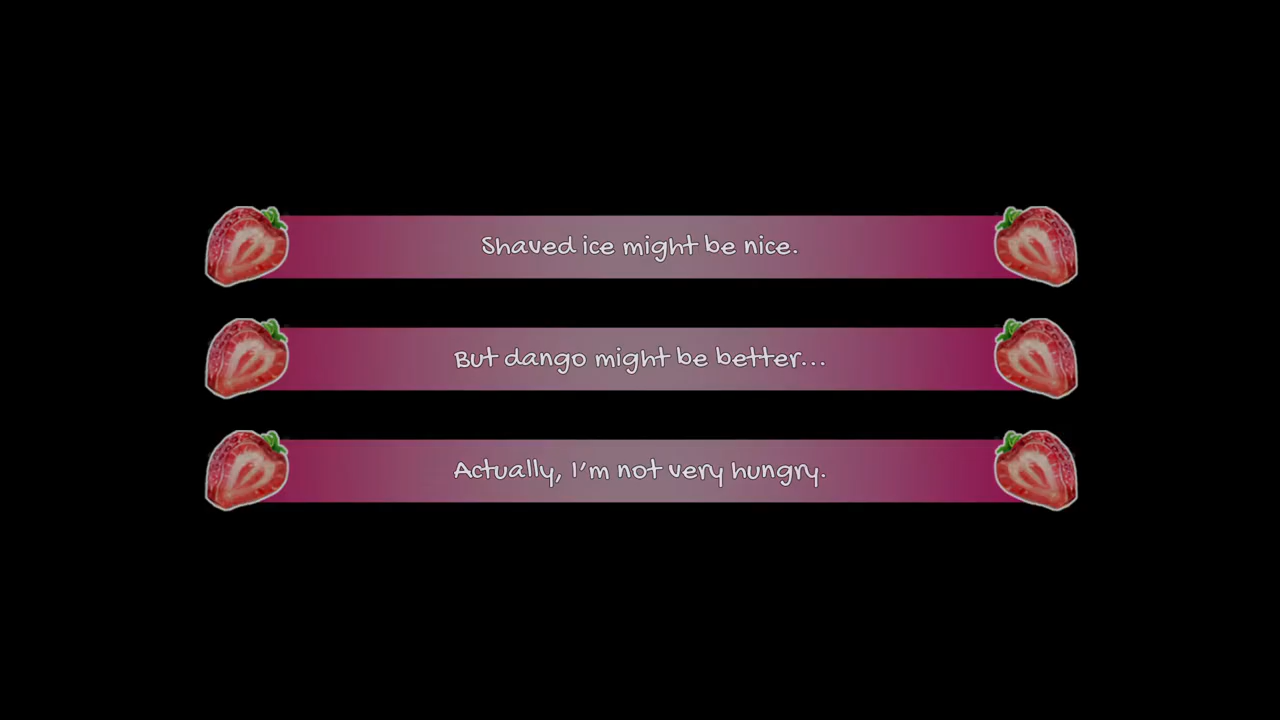 Shaved ice might be nice.
But dango might be better...
Actually, I'm not very hungry.